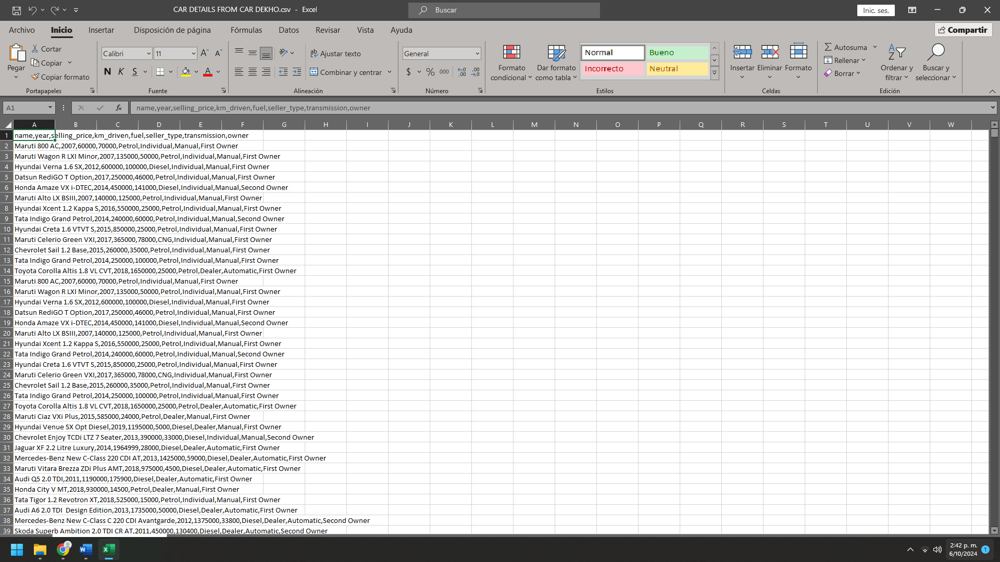 CAR DETAILS FROM CAR DEKHO.csv - Excel
Buscar
Inic. ses.
Archivo Inicio Insertar Disposición de página Fórmulas Datos Revisar Vista Ayuda
Compartir
Pegar
Cortar
Copiar
Copiar formato
Portapapeles
Calibri 11
N K S
Fuente
Ajustar texto
Combinar y centrar
Alineación
General
$ % 000
Número
Formato condicional
Dar formato como tabla
Normal Bueno
Incorrecto Neutral
Estilos
Insertar Eliminar Formato
Celdas
Autosuma
Rellenar
Borrar
Ordenar y filtrar
Buscar y seleccionar
Edición
A1 fx name,year,selling_price,km_driven,fuel,seller_type,transmission,owner
A B C D E F G H I J K L M N O P Q R S T U V W
1 name,year,selling_price,km_driven,fuel,seller_type,transmission,owner
2 Maruti 800 AC,2007,60000,70000,Petrol,Individual,Manual,First Owner
3 Maruti Wagon R LXI Minor,2007,135000,50000,Petrol,Individual,Manual,First Owner
4 Hyundai Verna 1.6 SX,2012,600000,100000,Diesel,Individual,Manual,First Owner
5 Datsun RediGO T Option,2017,250000,46000,Petrol,Individual,Manual,First Owner
6 Honda Amaze VX i-DTEC,2014,450000,141000,Diesel,Individual,Manual,Second Owner
7 Maruti Alto LX BSIII,2007,140000,125000,Petrol,Individual,Manual,First Owner
8 Hyundai Xcent 1.2 Kappa S,2016,550000,25000,Petrol,Individual,Manual,First Owner
9 Tata Indigo Grand Petrol,2014,240000,60000,Petrol,Individual,Manual,Second Owner
10 Hyundai Creta 1.6 VTVT S,2015,850000,25000,Petrol,Individual,Manual,First Owner
11 Maruti Celerio Green VXI,2017,365000,78000,CNG,Individual,Manual,First Owner
12 Chevrolet Sail 1.2 Base,2015,260000,35000,Petrol,Individual,Manual,First Owner
13 Tata Indigo Grand Petrol,2014,250000,100000,Petrol,Individual,Manual,First Owner
14 Toyota Corolla Altis 1.8 VL CVT,2018,1650000,25000,Petrol,Dealer,Automatic,First Owner
15 Maruti 800 AC,2007,60000,70000,Petrol,Individual,Manual,First Owner
16 Maruti Wagon R LXI Minor,2007,135000,50000,Petrol,Individual,Manual,First Owner
17 Hyundai Verna 1.6 SX,2012,600000,100000,Diesel,Individual,Manual,First Owner
18 Datsun RediGO T Option,2017,250000,46000,Petrol,Individual,Manual,First Owner
19 Honda Amaze VX i-DTEC,2014,450000,141000,Diesel,Individual,Manual,Second Owner
20 Maruti Alto LX BSIII,2007,140000,125000,Petrol,Individual,Manual,First Owner
21 Hyundai Xcent 1.2 Kappa S,2016,550000,25000,Petrol,Individual,Manual,First Owner
22 Tata Indigo Grand Petrol,2014,240000,60000,Petrol,Individual,Manual,Second Owner
23 Hyundai Creta 1.6 VTVT S,2015,850000,25000,Petrol,Individual,Manual,First Owner
24 Maruti Celerio Green VXI,2017,365000,78000,CNG,Individual,Manual,First Owner
25 Chevrolet Sail 1.2 Base,2015,260000,35000,Petrol,Individual,Manual,First Owner
26 Tata Indigo Grand Petrol,2014,250000,100000,Petrol,Individual,Manual,First Owner
27 Toyota Corolla Altis 1.8 VL CVT,2018,1650000,25000,Petrol,Dealer,Automatic,First Owner
28 Maruti Ciaz VXi Plus,2015,585000,24000,Petrol,Dealer,Manual,First Owner
29 Hyundai Venue SX Opt Diesel,2019,1195000,5000,Diesel,Dealer,Manual,First Owner
30 Chevrolet Enjoy TCDi LTZ 7 Seater,2013,390000,33000,Diesel,Individual,Manual,Second Owner
31 Jaguar XF 2.2 Litre Luxury,2014,1964999,28000,Diesel,Dealer,Automatic,First Owner
32 Mercedes-Benz New C-Class 220 CDI AT,2013,1425000,59000,Diesel,Dealer,Automatic,First Owner
33 Maruti Vitara Brezza ZDi Plus AMT,2018,975000,4500,Diesel,Dealer,Automatic,First Owner
34 Audi Q5 2.0 TDI,2011,1190000,175900,Diesel,Dealer,Automatic,First Owner
35 Honda City V MT,2018,930000,14500,Petrol,Dealer,Manual,First Owner
36 Tata Tigor 1.2 Revotron XT,2018,525000,15000,Petrol,Individual,Manual,First Owner
37 Audi A6 2.0 TDI  Design Edition,2013,1735000,50000,Diesel,Dealer,Automatic,First Owner
38 Mercedes-Benz New C-Class C 220 CDI Avantgarde,2012,1375000,33800,Diesel,Dealer,Automatic,Second Owner
39 Skoda Superb Ambition 2.0 TDI CR AT,2011,450000,130400,Diesel,Dealer,Automatic,Second Owner
2:42 p. m.
6/10/2024
1